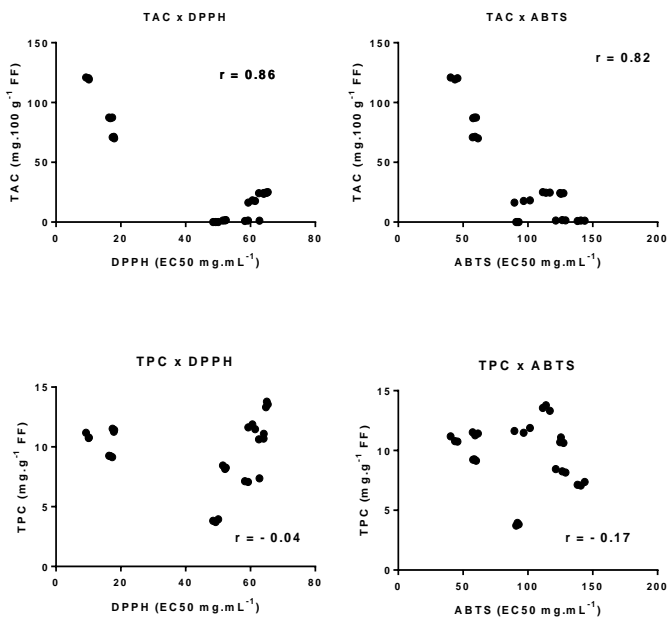 TAC x DPPH
r = 0.86
TAC (mg.100 g⁻¹ FF)
150
100
50
0
0 20 40 60 80
DPPH (EC50 mg.mL⁻¹)
TAC x ABTS
r = 0.82
TAC (mg.100 g⁻¹ FF)
150
100
50
0
0 50 100 150 200
ABTS (EC50 mg.mL⁻¹)
TPC x DPPH
TPC (mg.g⁻¹ FF)
15
10
5
0
r = - 0.04
0 20 40 60 80
DPPH (EC50 mg.mL⁻¹)
TPC x ABTS
TPC (mg.g⁻¹ FF)
15
10
5
0
r = - 0.17
0 50 100 150 200
ABTS (EC50 mg.mL⁻¹)